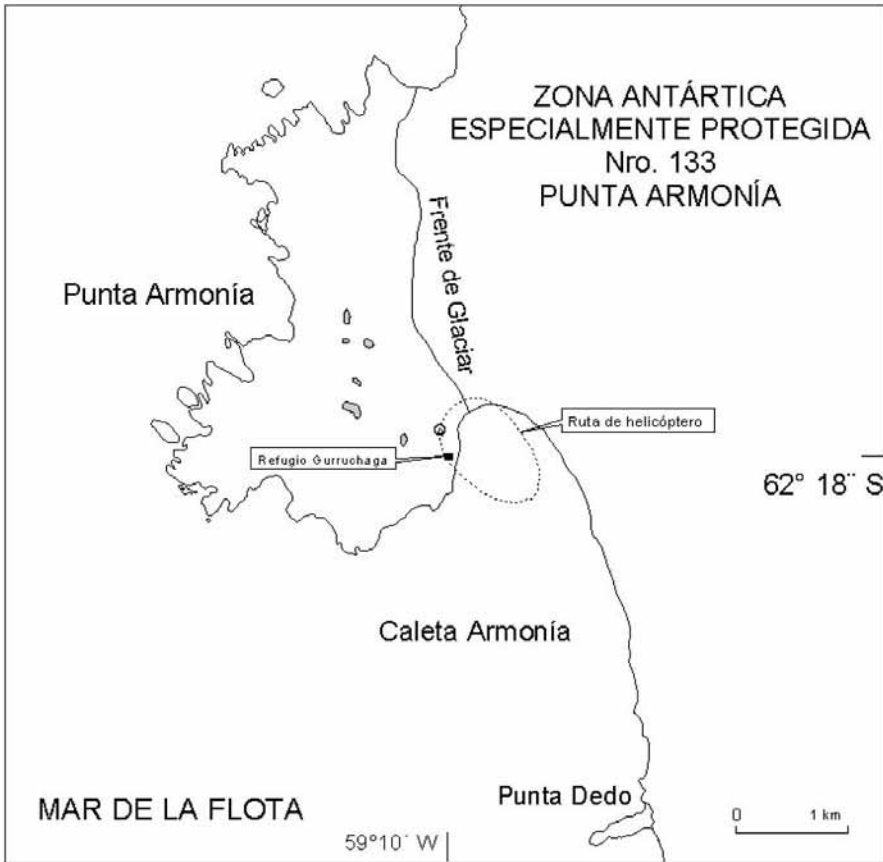 ZONA ANTÁRTICA
ESPECIALMENTE PROTEGIDA
Nro. 133
PUNTA ARMONÍA
Frente de Glaciar
Punta Armonía
Ruta de helicóptero
Refugio Gurruchaga
62° 18¨ S
Caleta Armonía
Punta Dedo
MAR DE LA FLOTA
0 1 km
59°10´ W